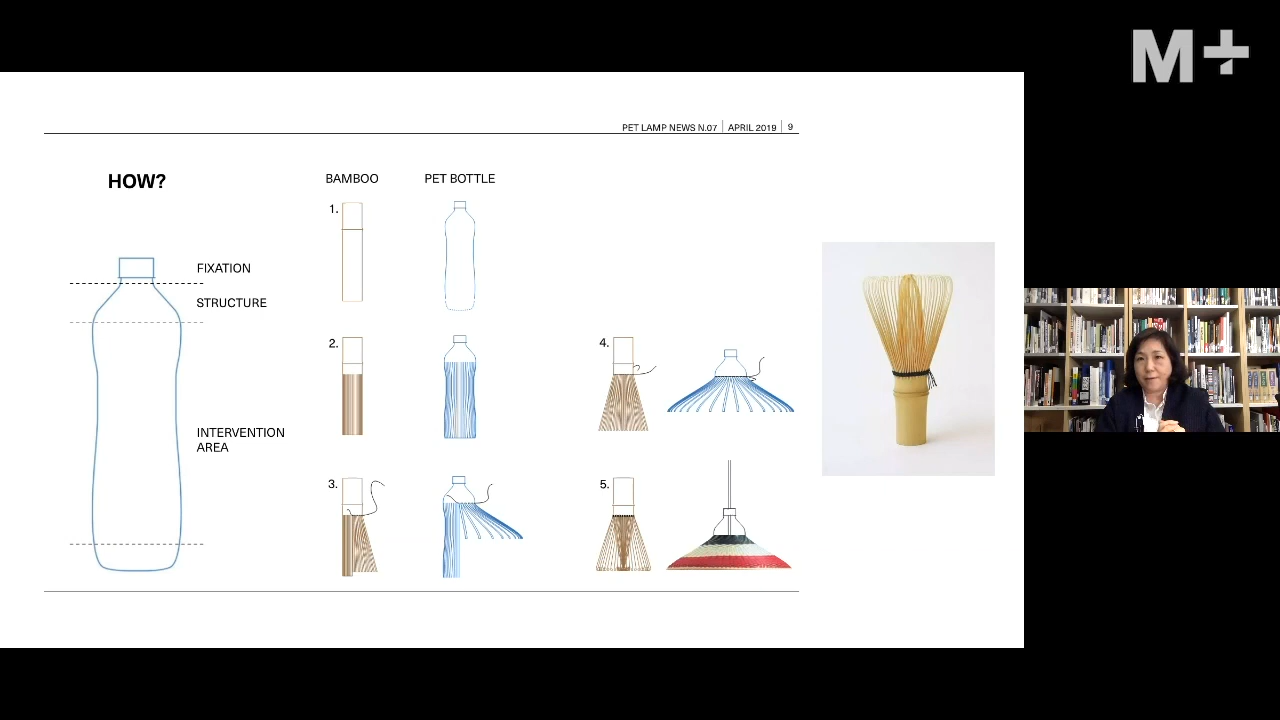 M+
PET LAMP NEWS N.07 | APRIL 2019 | 9
HOW?
BAMBOO
PET BOTTLE
1.
FIXATION
STRUCTURE
2.
4.
INTERVENTION
AREA
3.
5.